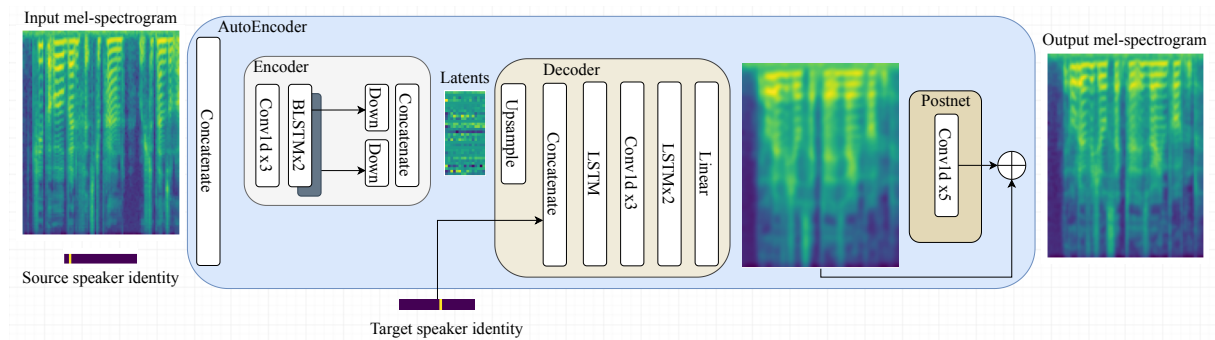 Input mel-spectrogram
AutoEncoder
Concatenate
Source speaker identity
Encoder
Conv1d x3
BLSTMx2
Down
Down
Concatenate
Latents
Decoder
Upsample
Concatenate
LSTM
Conv1d x3
LSTMx2
Linear
Target speaker identity
Postnet
Conv1d x5
Output mel-spectrogram